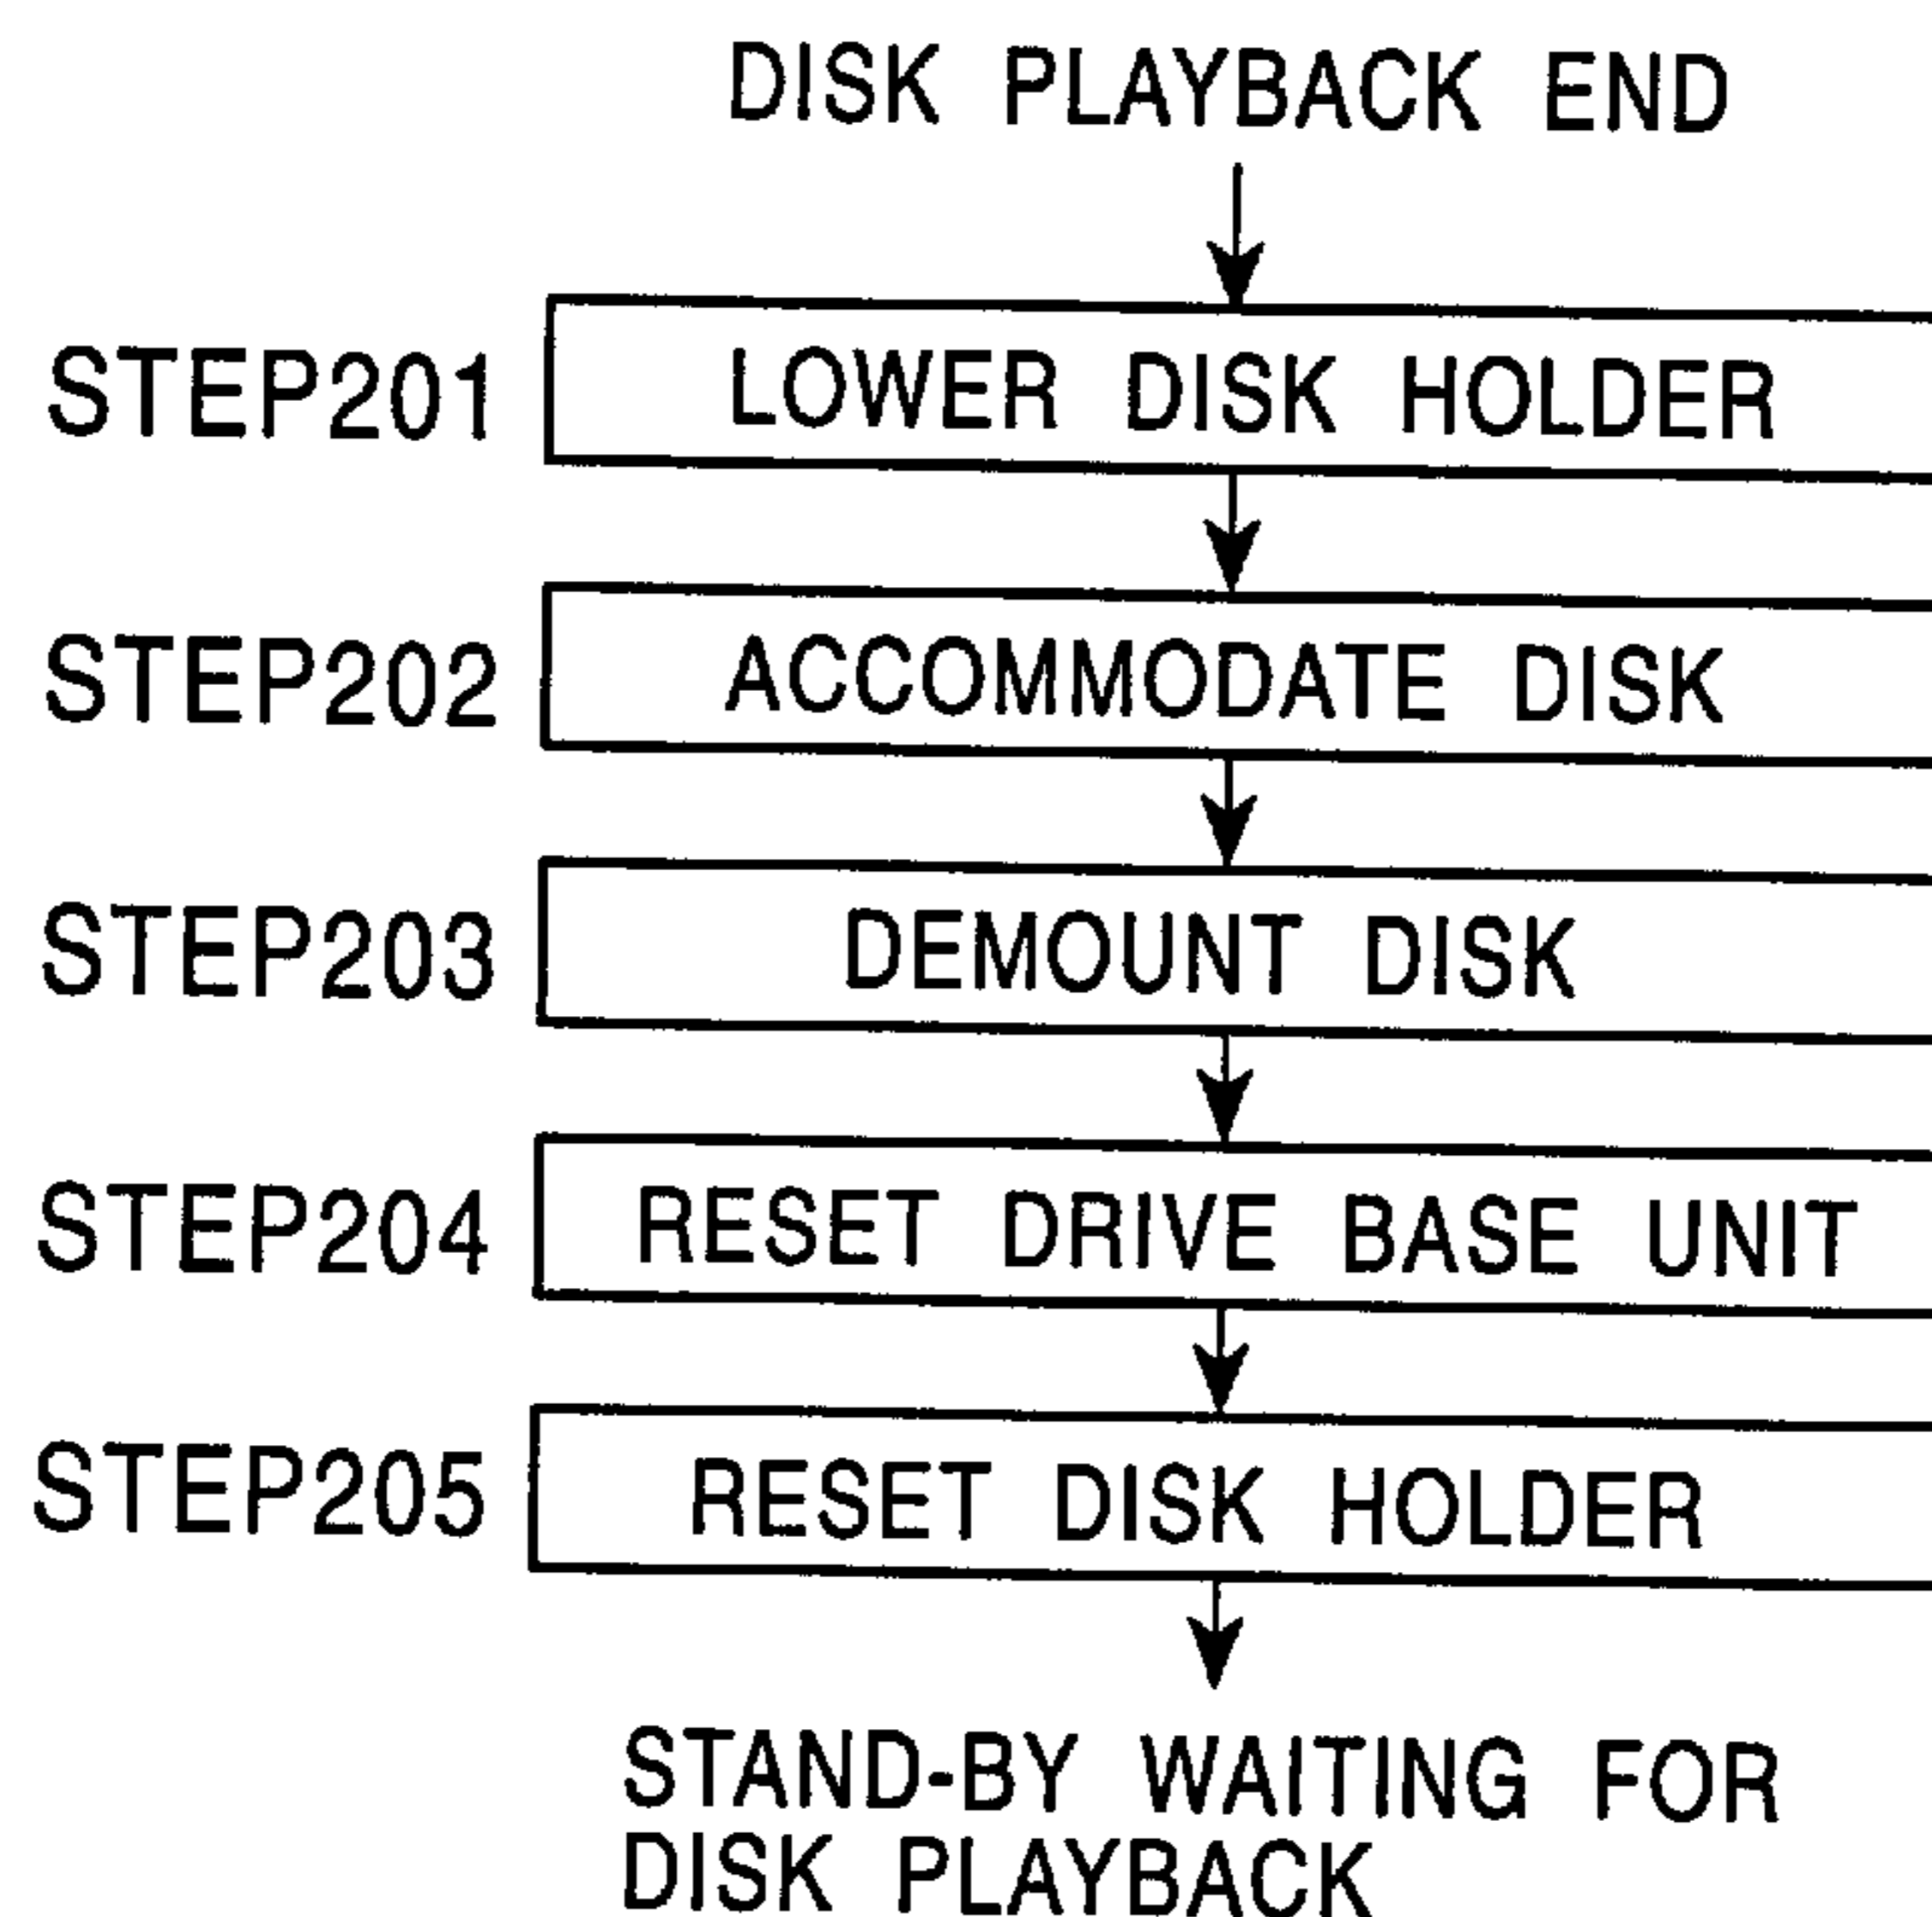 DISK PLAYBACK END
STEP201 LOWER DISK HOLDER
STEP202 ACCOMMODATE DISK
STEP203 DEMOUNT DISK
STEP204 RESET DRIVE BASE UNIT
STEP205 RESET DISK HOLDER
STAND-BY WAITING FOR
DISK PLAYBACK